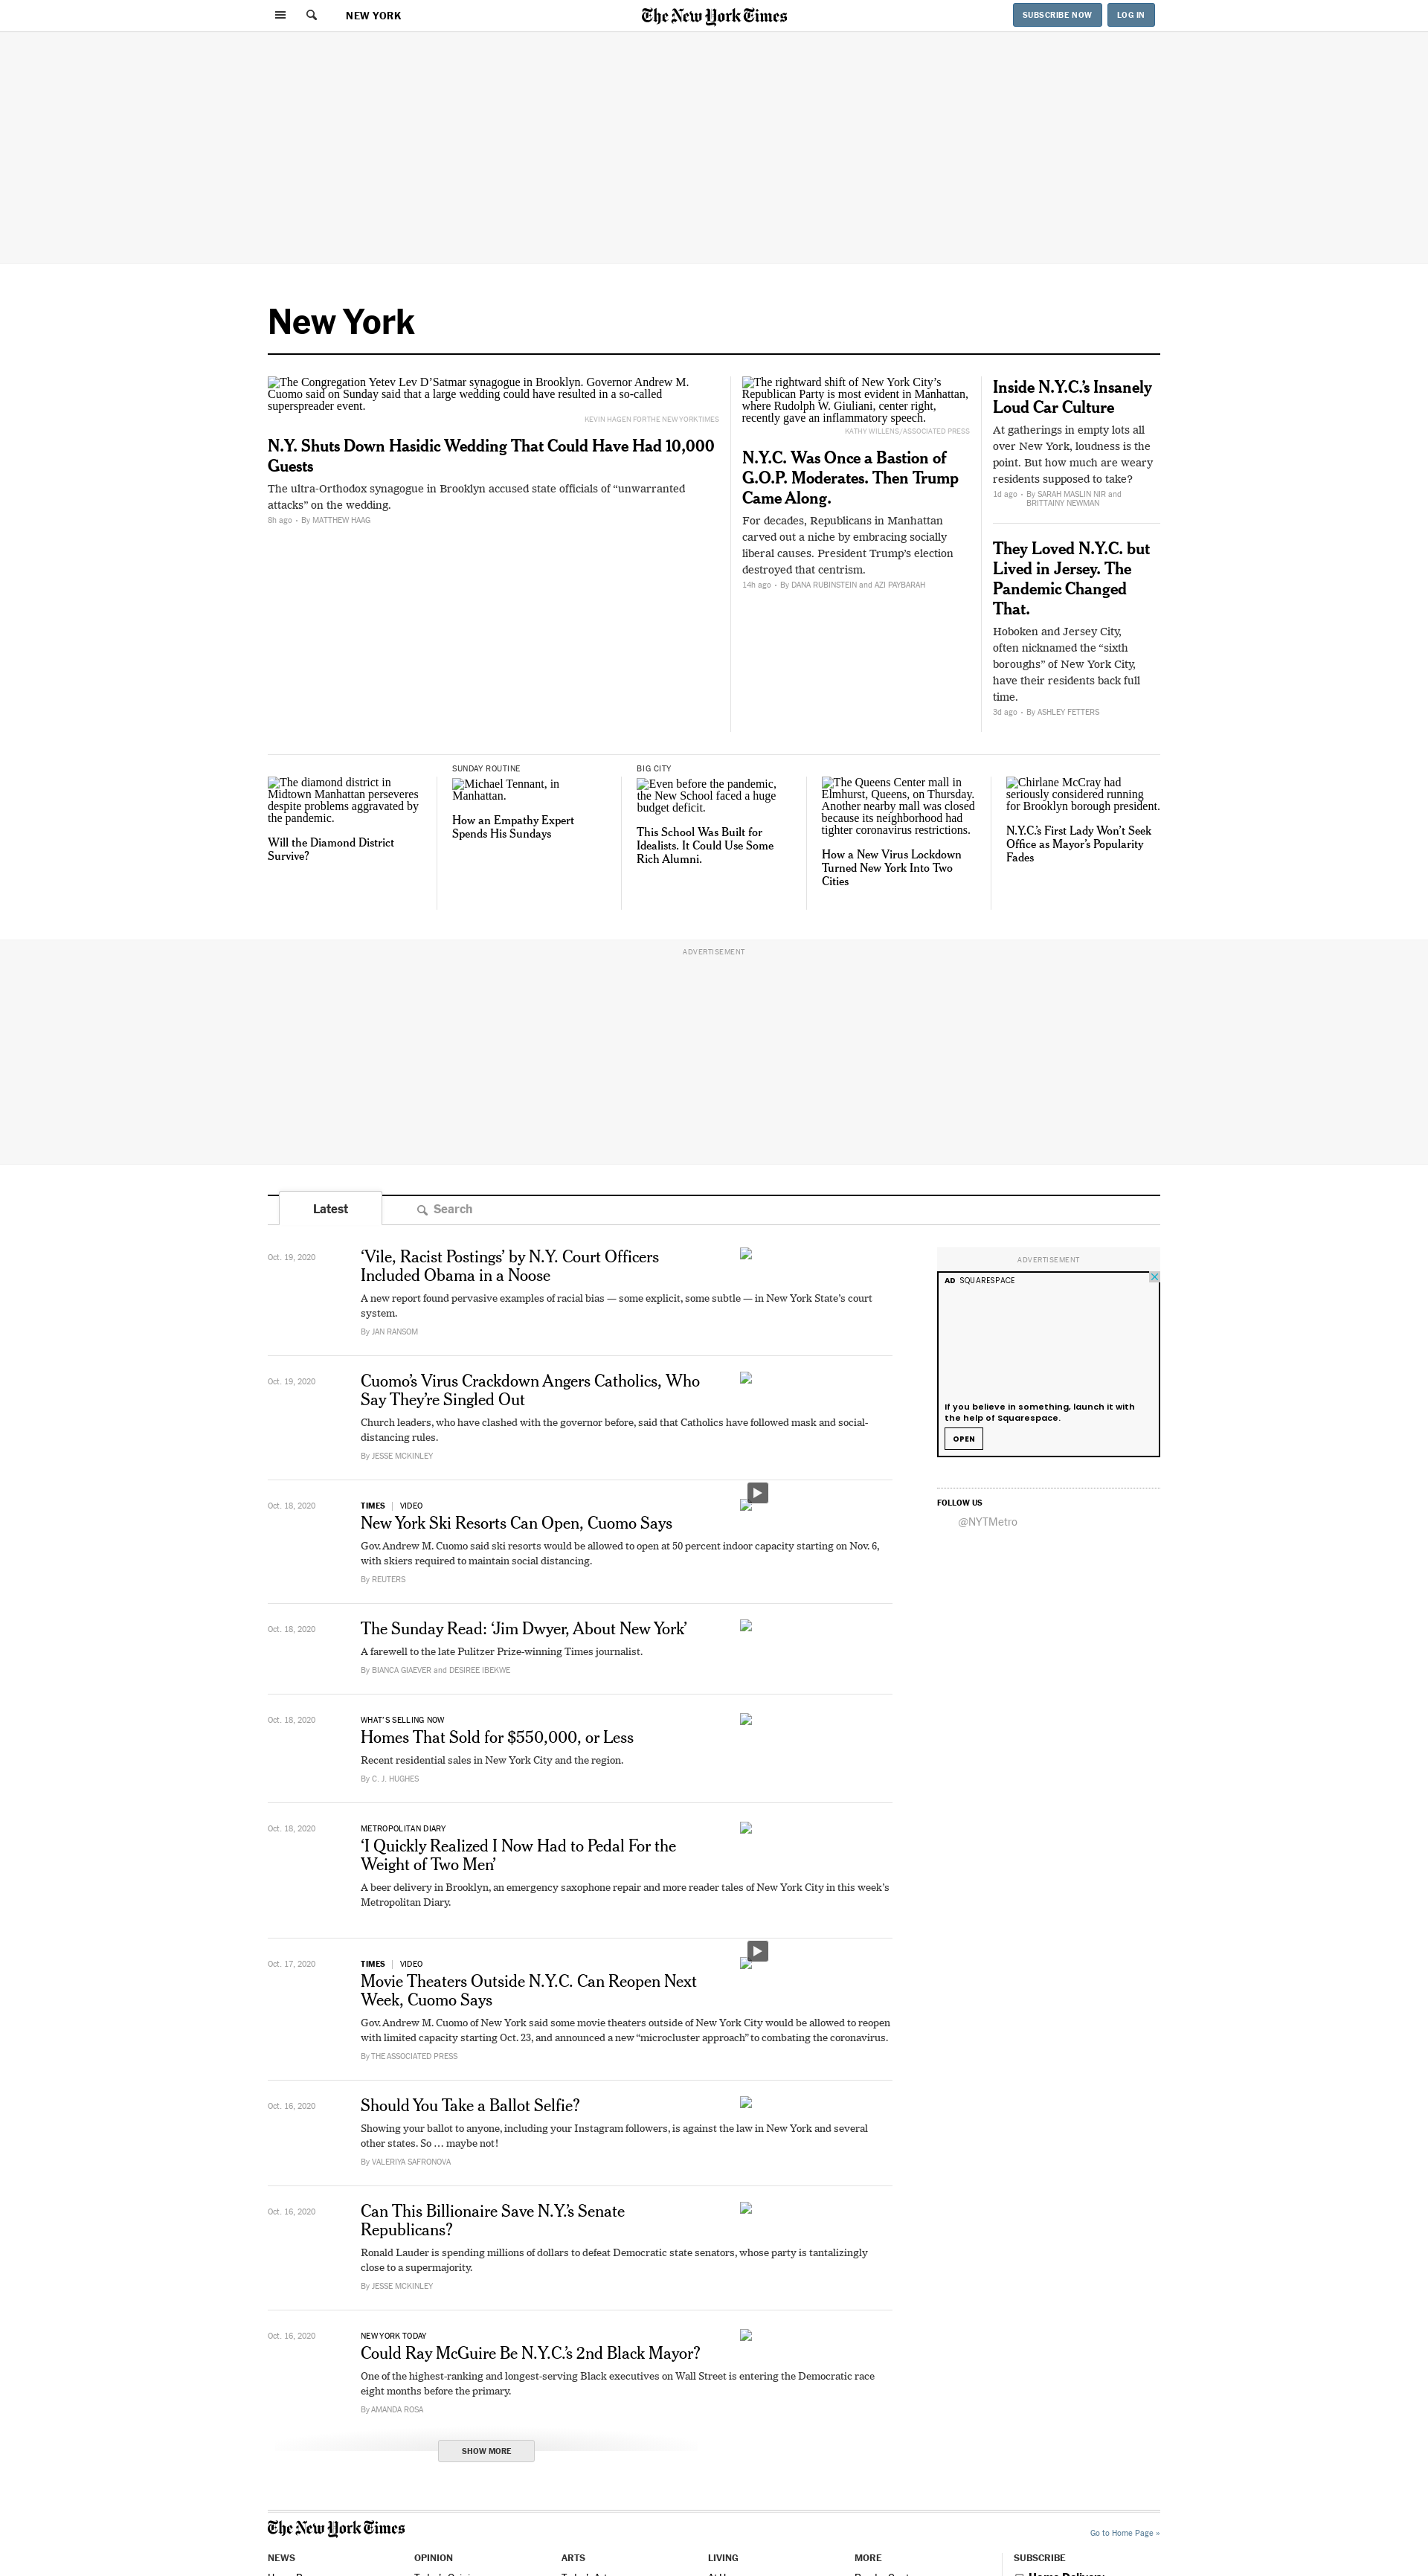 NEW YORK
The New York Times
SUBSCRIBE NOW
LOG IN
New York
The Congregation Yetev Lev D’Satmar synagogue in Brooklyn. Governor Andrew M.
Cuomo said on Sunday said that a large wedding could have resulted in a so-called
superspreader event.
KEVIN HAGEN FORTHE NEW YORK TIMES
N.Y. Shuts Down Hasidic Wedding That Could Have Had 10,000
Guests
The ultra-Orthodox synagogue in Brooklyn accused state officials of “unwarranted
attacks” on the wedding.
8h ago • By MATTHEW HAAG
The rightward shift of New York City’s
Republican Party is most evident in Manhattan,
where Rudolph W. Giuliani, center right,
recently gave an inflammatory speech.
KATHY WILLENS/ASSOCIATED PRESS
N.Y.C. Was Once a Bastion of
G.O.P. Moderates. Then Trump
Came Along.
For decades, Republicans in Manhattan
carved out a niche by embracing socially
liberal causes. President Trump’s election
destroyed that centrism.
14h ago • By DANA RUBINSTEIN and AZI PAYBARAH
Inside N.Y.C.’s Insanely
Loud Car Culture
At gatherings in empty lots all
over New York, loudness is the
point. But how much are weary
residents supposed to take?
1d ago • By SARAH MASLIN NIR and
BRITTAINY NEWMAN
They Loved N.Y.C. but
Lived in Jersey. The
Pandemic Changed
That.
Hoboken and Jersey City,
often nicknamed the “sixth
boroughs” of New York City,
have their residents back full
time.
3d ago • By ASHLEY FETTERS
The diamond district in
Midtown Manhattan perseveres
despite problems aggravated by
the pandemic.
Will the Diamond District
Survive?
SUNDAY ROUTINE
Michael Tennant, in
Manhattan.
How an Empathy Expert
Spends His Sundays
BIG CITY
Even before the pandemic,
the New School faced a huge
budget deficit.
This School Was Built for
Idealists. It Could Use Some
Rich Alumni.
The Queens Center mall in
Elmhurst, Queens, on Thursday.
Another nearby mall was closed
because its neighborhood had
tighter coronavirus restrictions.
How a New Virus Lockdown
Turned New York Into Two
Cities
Chirlane McCray had
seriously considered running
for Brooklyn borough president.
N.Y.C.’s First Lady Won’t Seek
Office as Mayor’s Popularity
Fades
ADVERTISEMENT
Latest
Search
Oct. 19, 2020
‘Vile, Racist Postings’ by N.Y. Court Officers
Included Obama in a Noose
A new report found pervasive examples of racial bias — some explicit, some subtle — in New York State’s court
system.
By JAN RANSOM
Oct. 19, 2020
Cuomo’s Virus Crackdown Angers Catholics, Who
Say They’re Singled Out
Church leaders, who have clashed with the governor before, said that Catholics have followed mask and social-
distancing rules.
By JESSE MCKINLEY
Oct. 18, 2020
TIMES | VIDEO
New York Ski Resorts Can Open, Cuomo Says
Gov. Andrew M. Cuomo said ski resorts would be allowed to open at 50 percent indoor capacity starting on Nov. 6,
with skiers required to maintain social distancing.
By REUTERS
Oct. 18, 2020
The Sunday Read: ‘Jim Dwyer, About New York’
A farewell to the late Pulitzer Prize-winning Times journalist.
By BIANCA GIAEVER and DESIREE IBEKWE
Oct. 18, 2020
WHAT’S SELLING NOW
Homes That Sold for $550,000, or Less
Recent residential sales in New York City and the region.
By C. J. HUGHES
Oct. 18, 2020
METROPOLITAN DIARY
‘I Quickly Realized I Now Had to Pedal For the
Weight of Two Men’
A beer delivery in Brooklyn, an emergency saxophone repair and more reader tales of New York City in this week’s
Metropolitan Diary.
Oct. 17, 2020
TIMES | VIDEO
Movie Theaters Outside N.Y.C. Can Reopen Next
Week, Cuomo Says
Gov. Andrew M. Cuomo of New York said some movie theaters outside of New York City would be allowed to reopen
with limited capacity starting Oct. 23, and announced a new “microcluster approach” to combating the coronavirus.
By THE ASSOCIATED PRESS
Oct. 16, 2020
Should You Take a Ballot Selfie?
Showing your ballot to anyone, including your Instagram followers, is against the law in New York and several
other states. So … maybe not!
By VALERIYA SAFRONOVA
Oct. 16, 2020
Can This Billionaire Save N.Y.’s Senate
Republicans?
Ronald Lauder is spending millions of dollars to defeat Democratic state senators, whose party is tantalizingly
close to a supermajority.
By JESSE MCKINLEY
Oct. 16, 2020
NEW YORK TODAY
Could Ray McGuire Be N.Y.C.’s 2nd Black Mayor?
One of the highest-ranking and longest-serving Black executives on Wall Street is entering the Democratic race
eight months before the primary.
By AMANDA ROSA
SHOW MORE
ADVERTISEMENT
AD SQUARESPACE
If you believe in something, launch it with
the help of Squarespace.
OPEN
FOLLOW US
@NYTMetro
The New York Times
Go to Home Page »
NEWS
OPINION
ARTS
LIVING
MORE
SUBSCRIBE